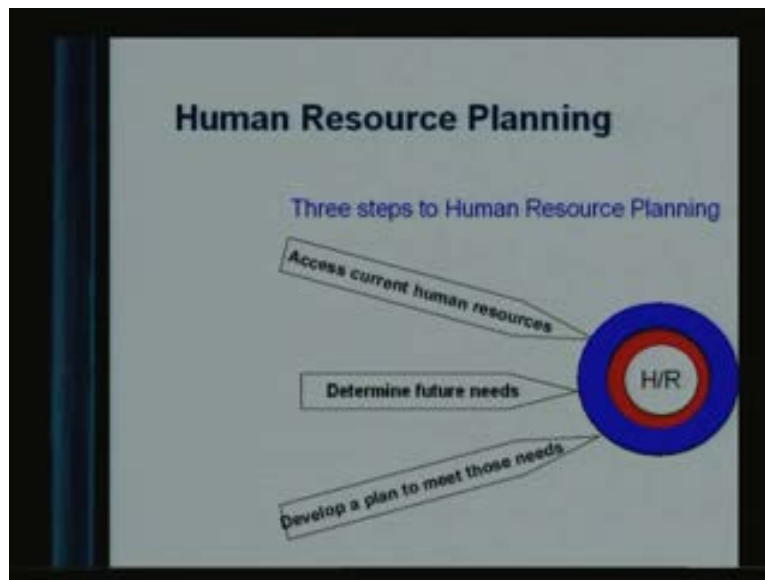 Human Resource Planning
Three steps to Human Resource Planning
Access current human resources
Determine future needs
H/R
Develop a plan to meet those needs